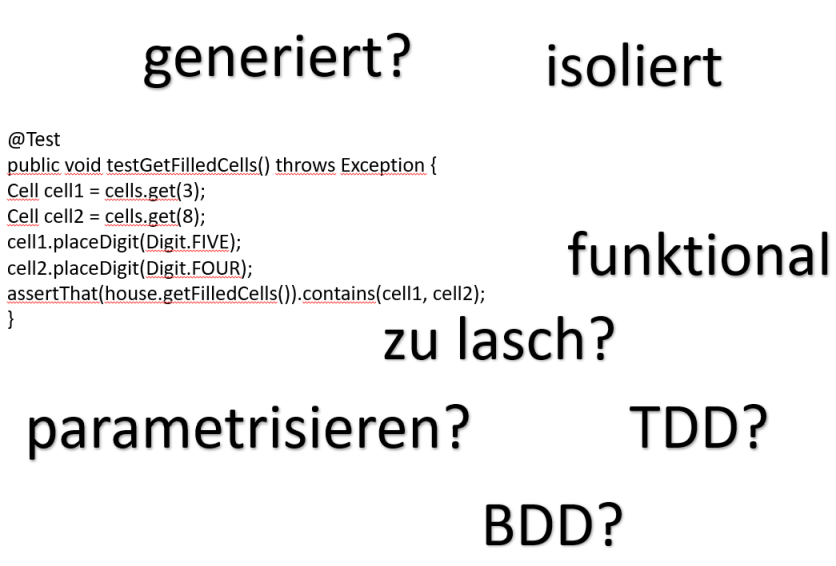 generiert?
isoliert
@Test
public void testGetFilledCells() throws Exception {
Cell cell1 = cells.get(3);
Cell cell2 = cells.get(8);
cell1.placeDigit(Digit.FIVE);
cell2.placeDigit(Digit.FOUR);
assertThat(house.getFilledCells()).contains(cell1, cell2);
}
funktional
zu lasch?
parametrisieren?
TDD?
BDD?